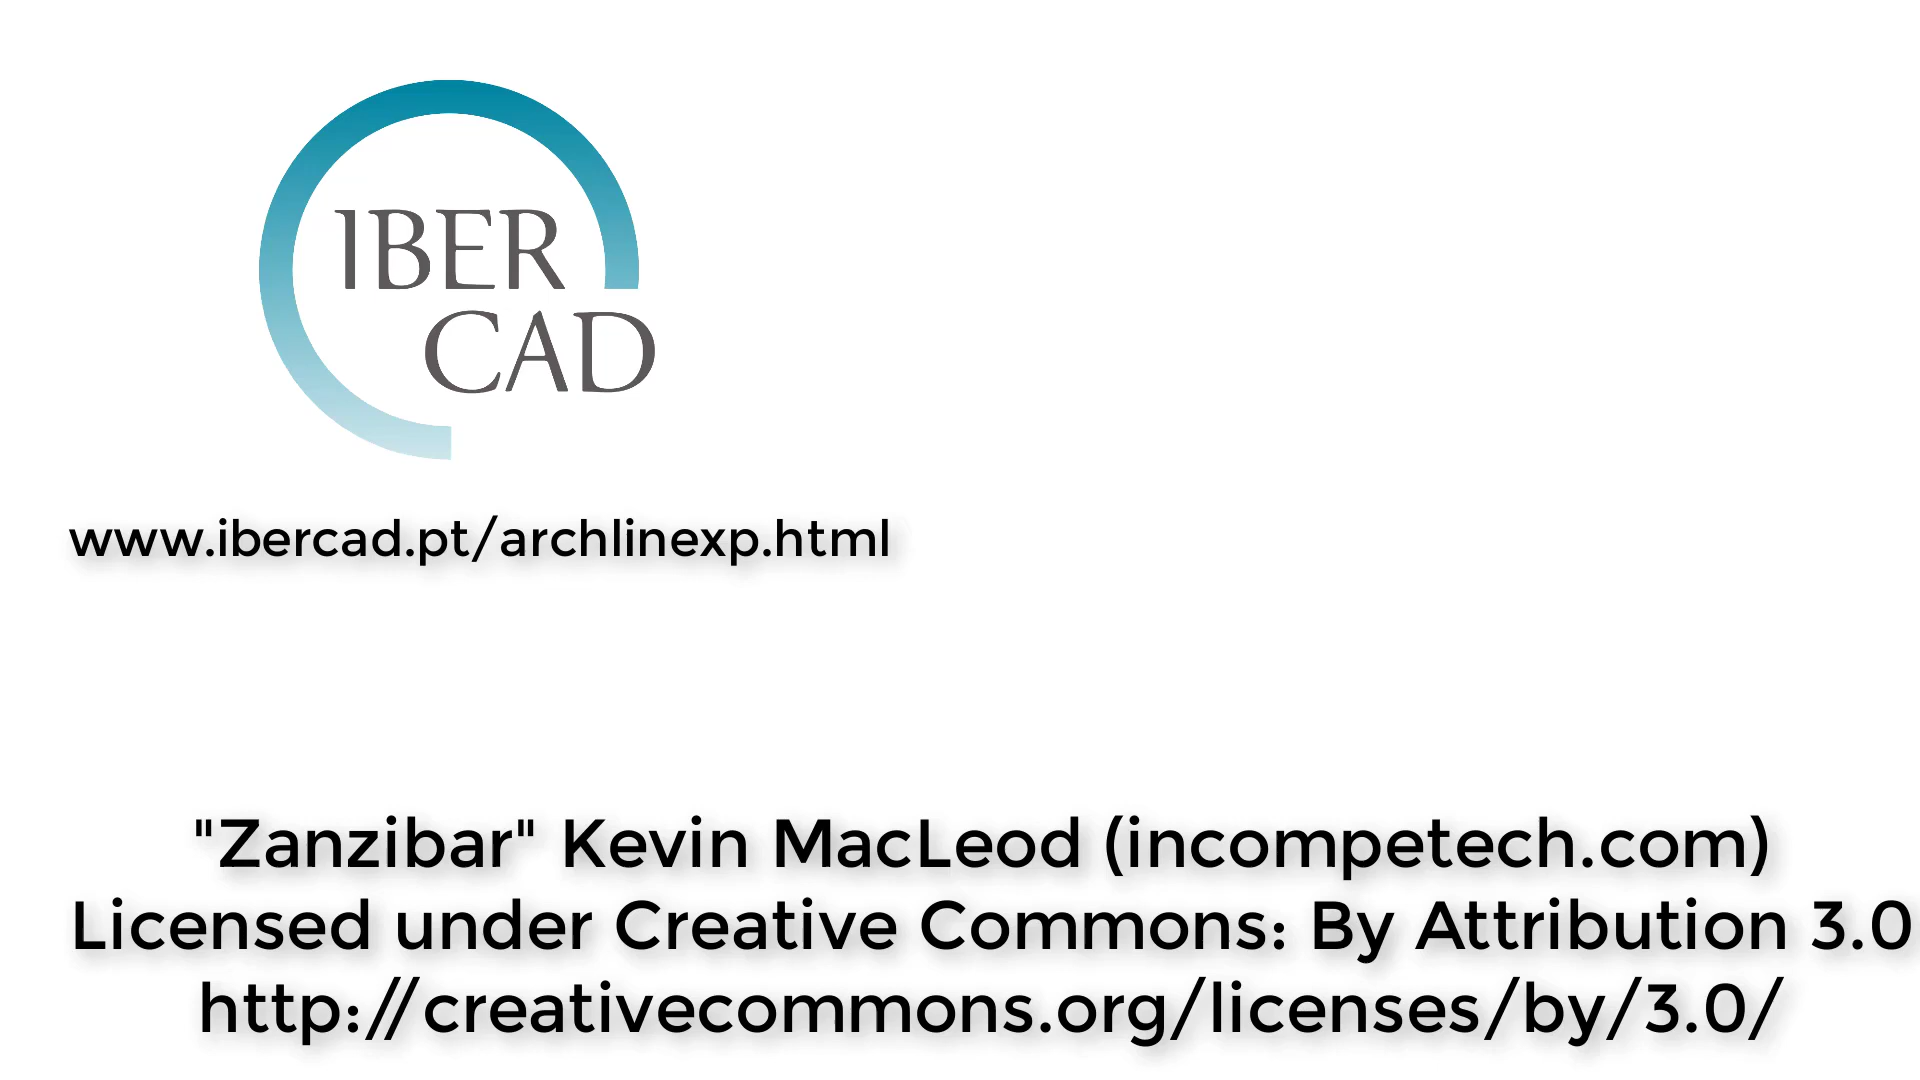 IBER
CAD
www.ibercad.pt/archlinexp.html
"Zanzibar" Kevin MacLeod (incompetech.com)
Licensed under Creative Commons: By Attribution 3.0
http://creativecommons.org/licenses/by/3.0/